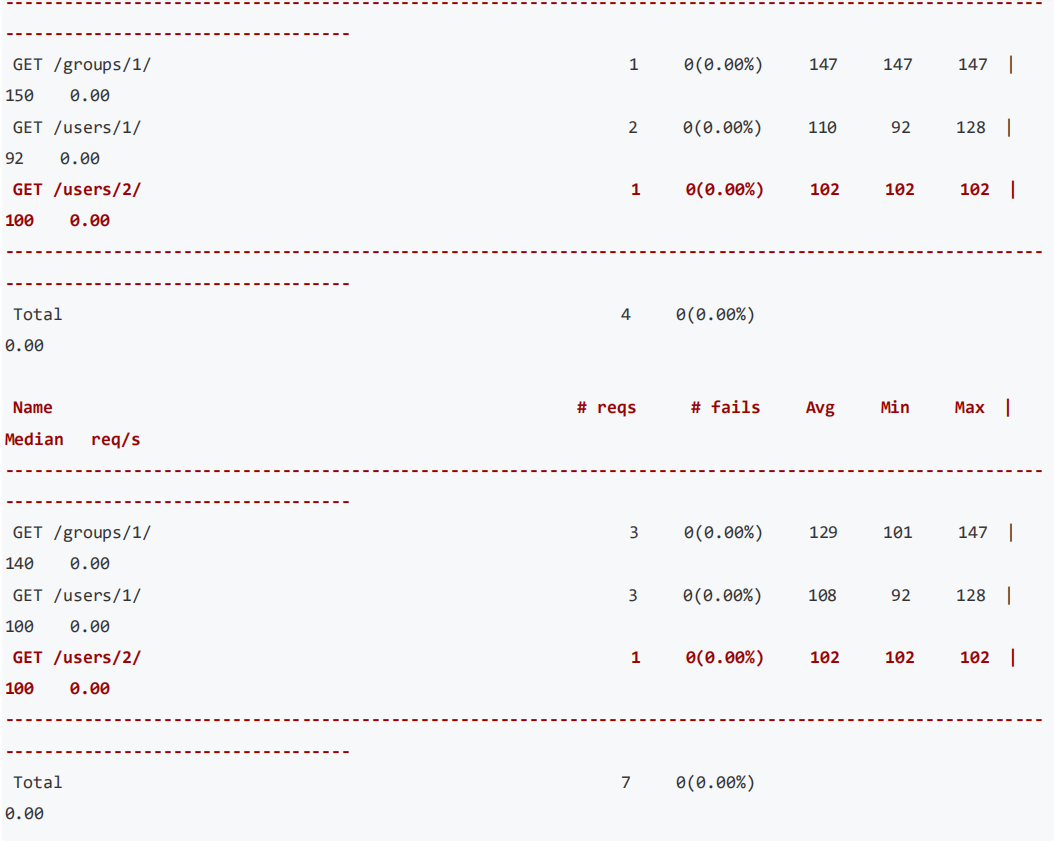 ---------------------------------------------------------------------------------------------------------
-----------------------------------
GET /groups/1/ 1 0(0.00%) 147 147 147 |
150 0.00
GET /users/1/ 2 0(0.00%) 110 92 128 |
92 0.00
GET /users/2/ 1 0(0.00%) 102 102 102 |
100 0.00
---------------------------------------------------------------------------------------------------------
-----------------------------------
Total 4 0(0.00%)
0.00
Name # reqs # fails Avg Min Max |
Median req/s
---------------------------------------------------------------------------------------------------------
-----------------------------------
GET /groups/1/ 3 0(0.00%) 129 101 147 |
140 0.00
GET /users/1/ 3 0(0.00%) 108 92 128 |
100 0.00
GET /users/2/ 1 0(0.00%) 102 102 102 |
100 0.00
---------------------------------------------------------------------------------------------------------
-----------------------------------
Total 7 0(0.00%)
0.00